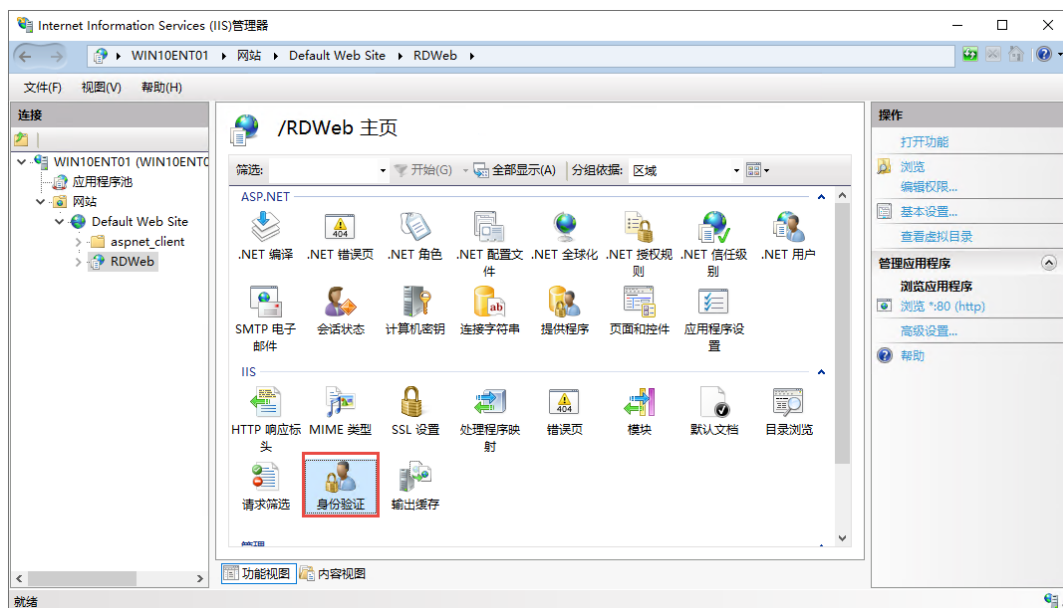 Internet Information Services (IIS)管理器
WIN10ENT01 网站 Default Web Site RDWeb
文件(F) 视图(V) 帮助(H)
连接
WIN10ENT01 (WIN10ENTC
应用程序池
网站
Default Web Site
aspnet_client
RDWeb
/RDWeb 主页
筛选: 开始(G) 全部显示(A) 分组依据: 区域
ASP.NET
.NET 编译 .NET 错误页 .NET 角色 .NET 配置文 .NET 全球化 .NET 授权规 .NET 信任级 .NET 用户
件 则 别
SMTP 电子 会话状态 计算机密钥 连接字符串 提供程序 页面和控件 应用程序设
邮件 置
IIS
HTTP 响应标 MIME 类型 SSL 设置 处理程序映 错误页 模块 默认文档 目录浏览
头 射
请求筛选 身份验证 输出缓存
管理
功能视图 内容视图
操作
打开功能
浏览
编辑权限...
基本设置...
查看虚拟目录
管理应用程序
浏览应用程序
浏览 *:80 (http)
高级设置...
帮助
就绪
404
ab
404